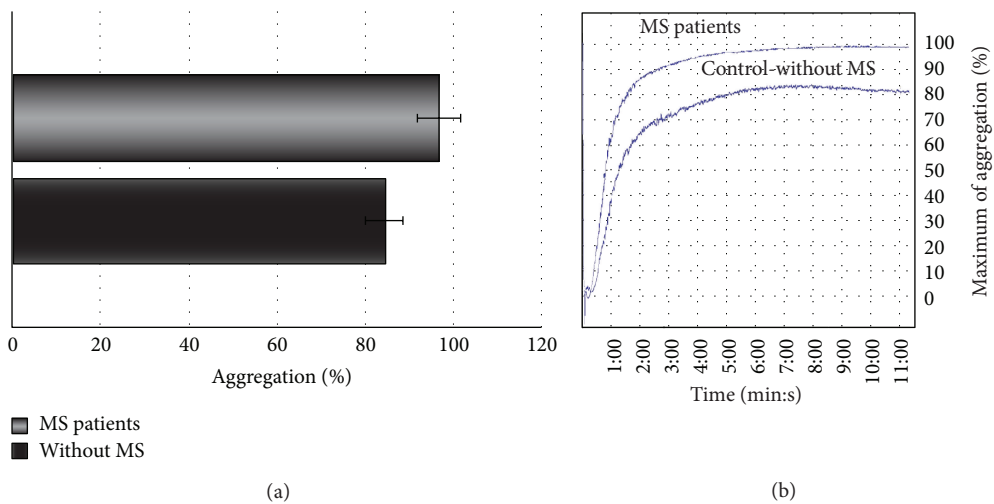 0 20 40 60 80 100 120
Aggregation (%)
MS patients
Without MS
(a)
MS patients
Control-without MS
100
90
80
70
60
50
40
30
20
10
0
Maximum of aggregation (%)
1:00 2:00 3:00 4:00 5:00 6:00 7:00 8:00 9:00 10:00 11:00
Time (min:s)
(b)